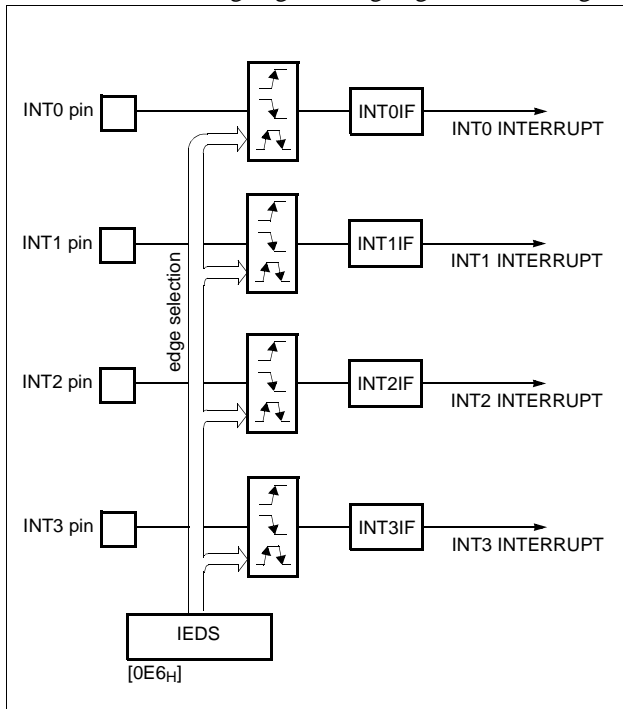 INT0 pin
INT0IF
INT0 INTERRUPT
INT1 pin
INT1IF
INT1 INTERRUPT
edge selection
INT2 pin
INT2IF
INT2 INTERRUPT
INT3 pin
INT3IF
INT3 INTERRUPT
IEDS
[0E6H]